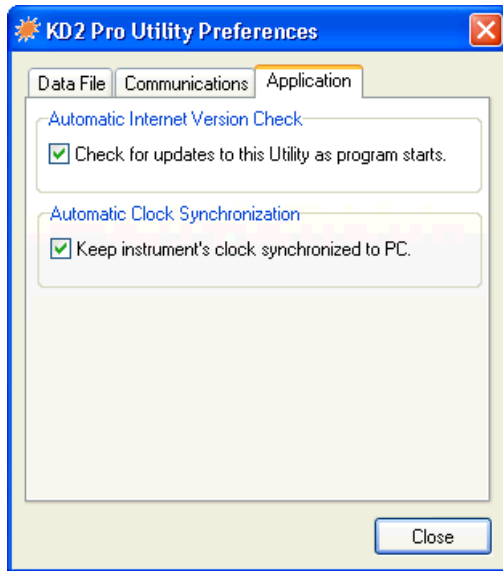 KD2 Pro Utility Preferences
Data File Communications Application
Automatic Internet Version Check
Check for updates to this Utility as program starts.
Automatic Clock Synchronization
Keep instrument's clock synchronized to PC.
Close